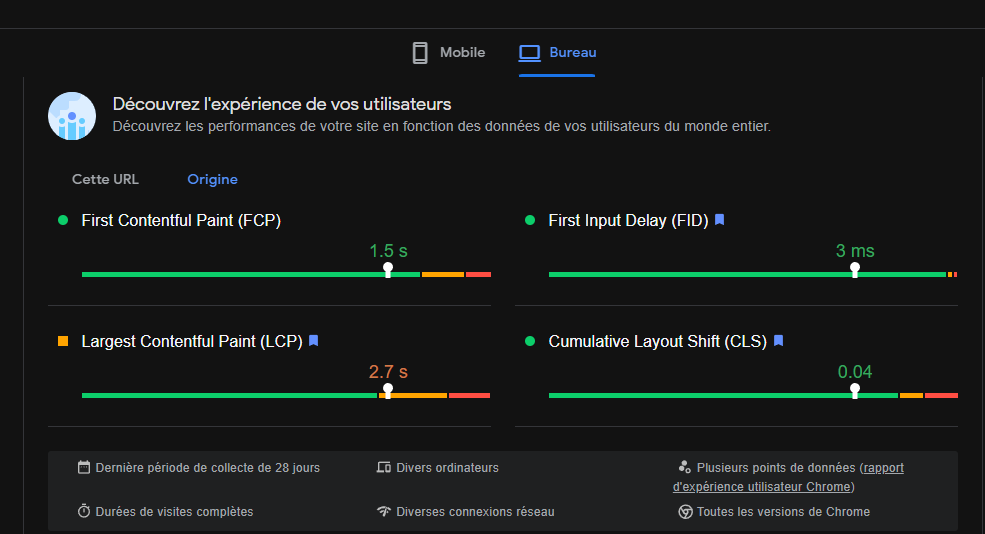 Mobile
Bureau
Découvrez l'expérience de vos utilisateurs
Découvrez les performances de votre site en fonction des données de vos utilisateurs du monde entier.
Cette URL
Origine
First Contentful Paint (FCP)
1.5 s
First Input Delay (FID)
3 ms
Largest Contentful Paint (LCP)
2.7 s
Cumulative Layout Shift (CLS)
0.04
Dernière période de collecte de 28 jours
Divers ordinateurs
Plusieurs points de données (rapport
d'expérience utilisateur Chrome)
Durées de visites complètes
Diverses connexions réseau
Toutes les versions de Chrome